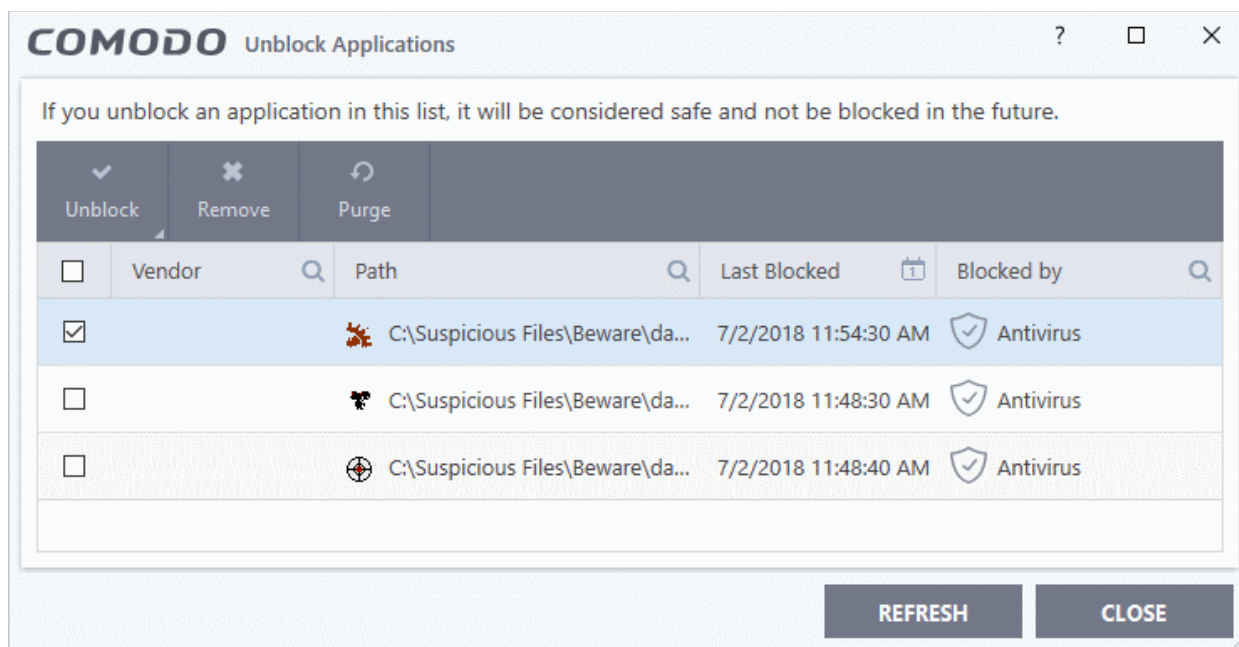 COMODO Unblock Applications ?
If you unblock an application in this list, it will be considered safe and not be blocked in the future.
Unblock Remove Purge
Vendor Path Last Blocked 1 Blocked by
C:\Suspicious Files\Beware\da... 7/2/2018 11:54:30 AM Antivirus
C:\Suspicious Files\Beware\da... 7/2/2018 11:48:30 AM Antivirus
C:\Suspicious Files\Beware\da... 7/2/2018 11:48:40 AM Antivirus
REFRESH CLOSE